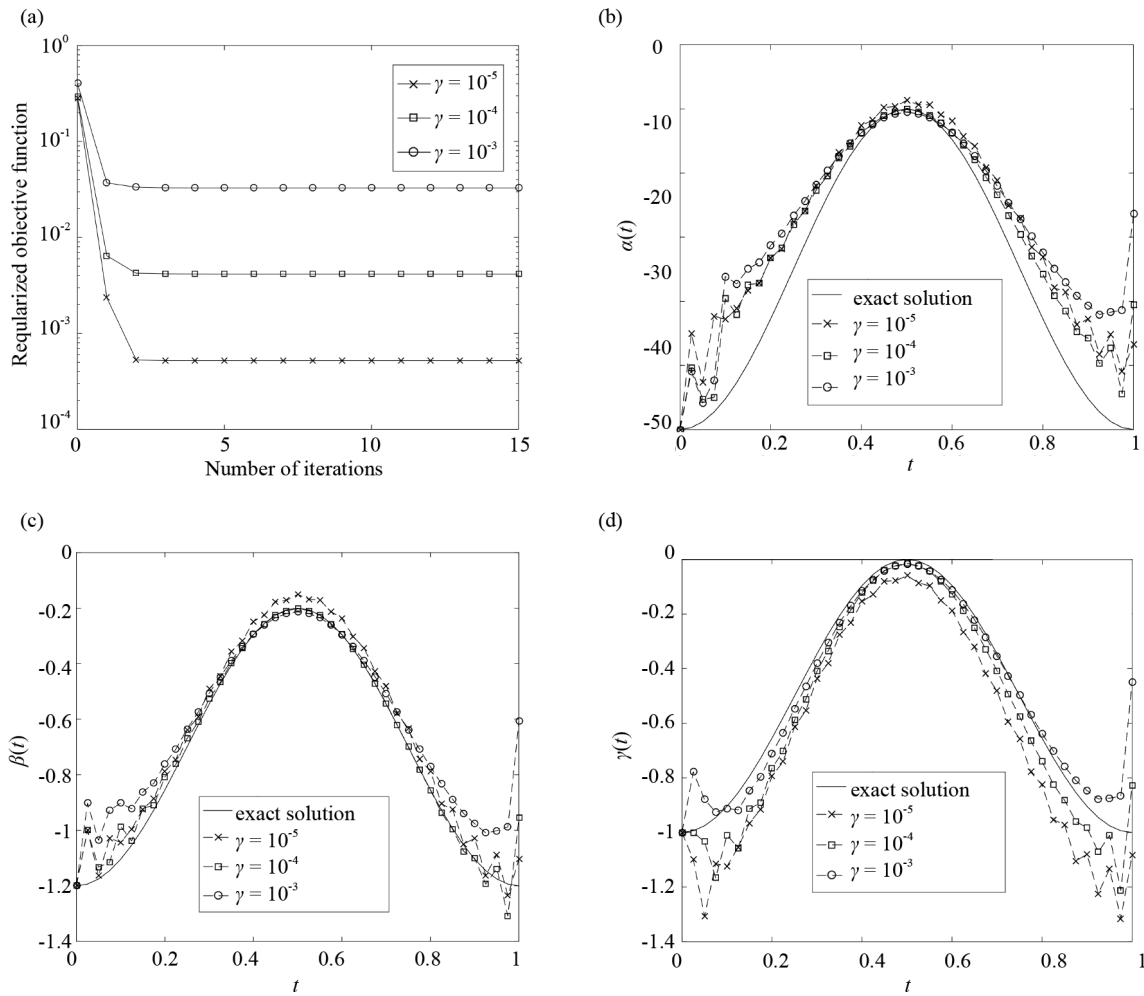 (a)
10^0
10^-1
10^-2
10^-3
10^-4
Reqularized objective function
0 5 10 15
Number of iterations
γ = 10^-5
γ = 10^-4
γ = 10^-3
(b)
0
-10
-20
-30
-40
-50
α(t)
0 0.2 0.4 0.6 0.8 1
t
exact solution
γ = 10^-5
γ = 10^-4
γ = 10^-3
(c)
0
-0.2
-0.4
-0.6
-0.8
-1
-1.2
-1.4
β(t)
0 0.2 0.4 0.6 0.8 1
t
exact solution
γ = 10^-5
γ = 10^-4
γ = 10^-3
(d)
0
-0.2
-0.4
-0.6
-0.8
-1
-1.2
-1.4
γ(t)
0 0.2 0.4 0.6 0.8 1
t
exact solution
γ = 10^-5
γ = 10^-4
γ = 10^-3